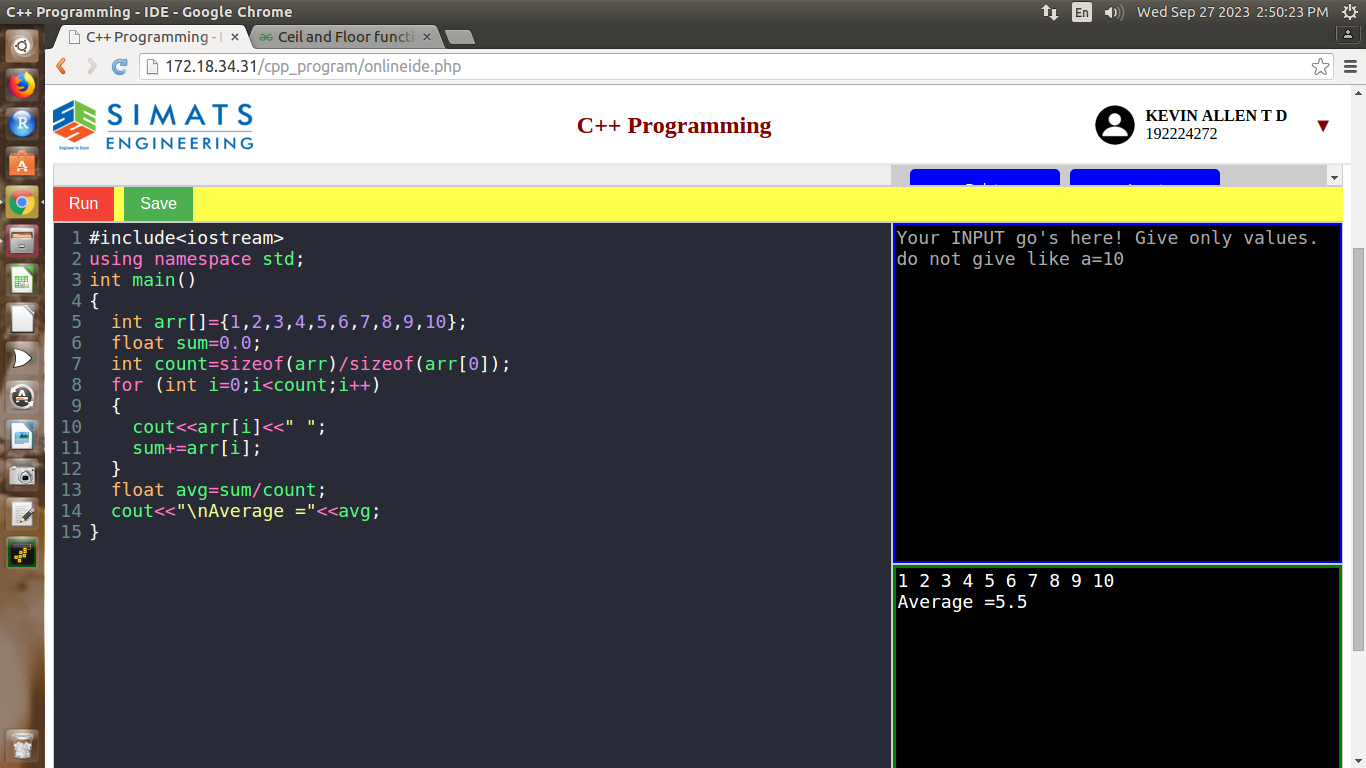 C++ Programming - IDE - Google Chrome
En
Wed Sep 27 2023 2:50:23 PM
C++ Programming - I
Ceil and Floor functi
172.18.34.31/cpp_program/onlineide.php
SIMATS
ENGINEERING
C++ Programming
KEVIN ALLEN T D
192224272
Run
Save
1 #include<iostream>
2 using namespace std;
3 int main()
4 {
5   int arr[]={1,2,3,4,5,6,7,8,9,10};
6   float sum=0.0;
7   int count=sizeof(arr)/sizeof(arr[0]);
8   for (int i=0;i<count;i++)
9   {
10     cout<<arr[i]<<" ";
11     sum+=arr[i];
12   }
13   float avg=sum/count;
14   cout<<"\nAverage ="<<avg;
15 }
Your INPUT go's here! Give only values.
do not give like a=10
1 2 3 4 5 6 7 8 9 10
Average =5.5